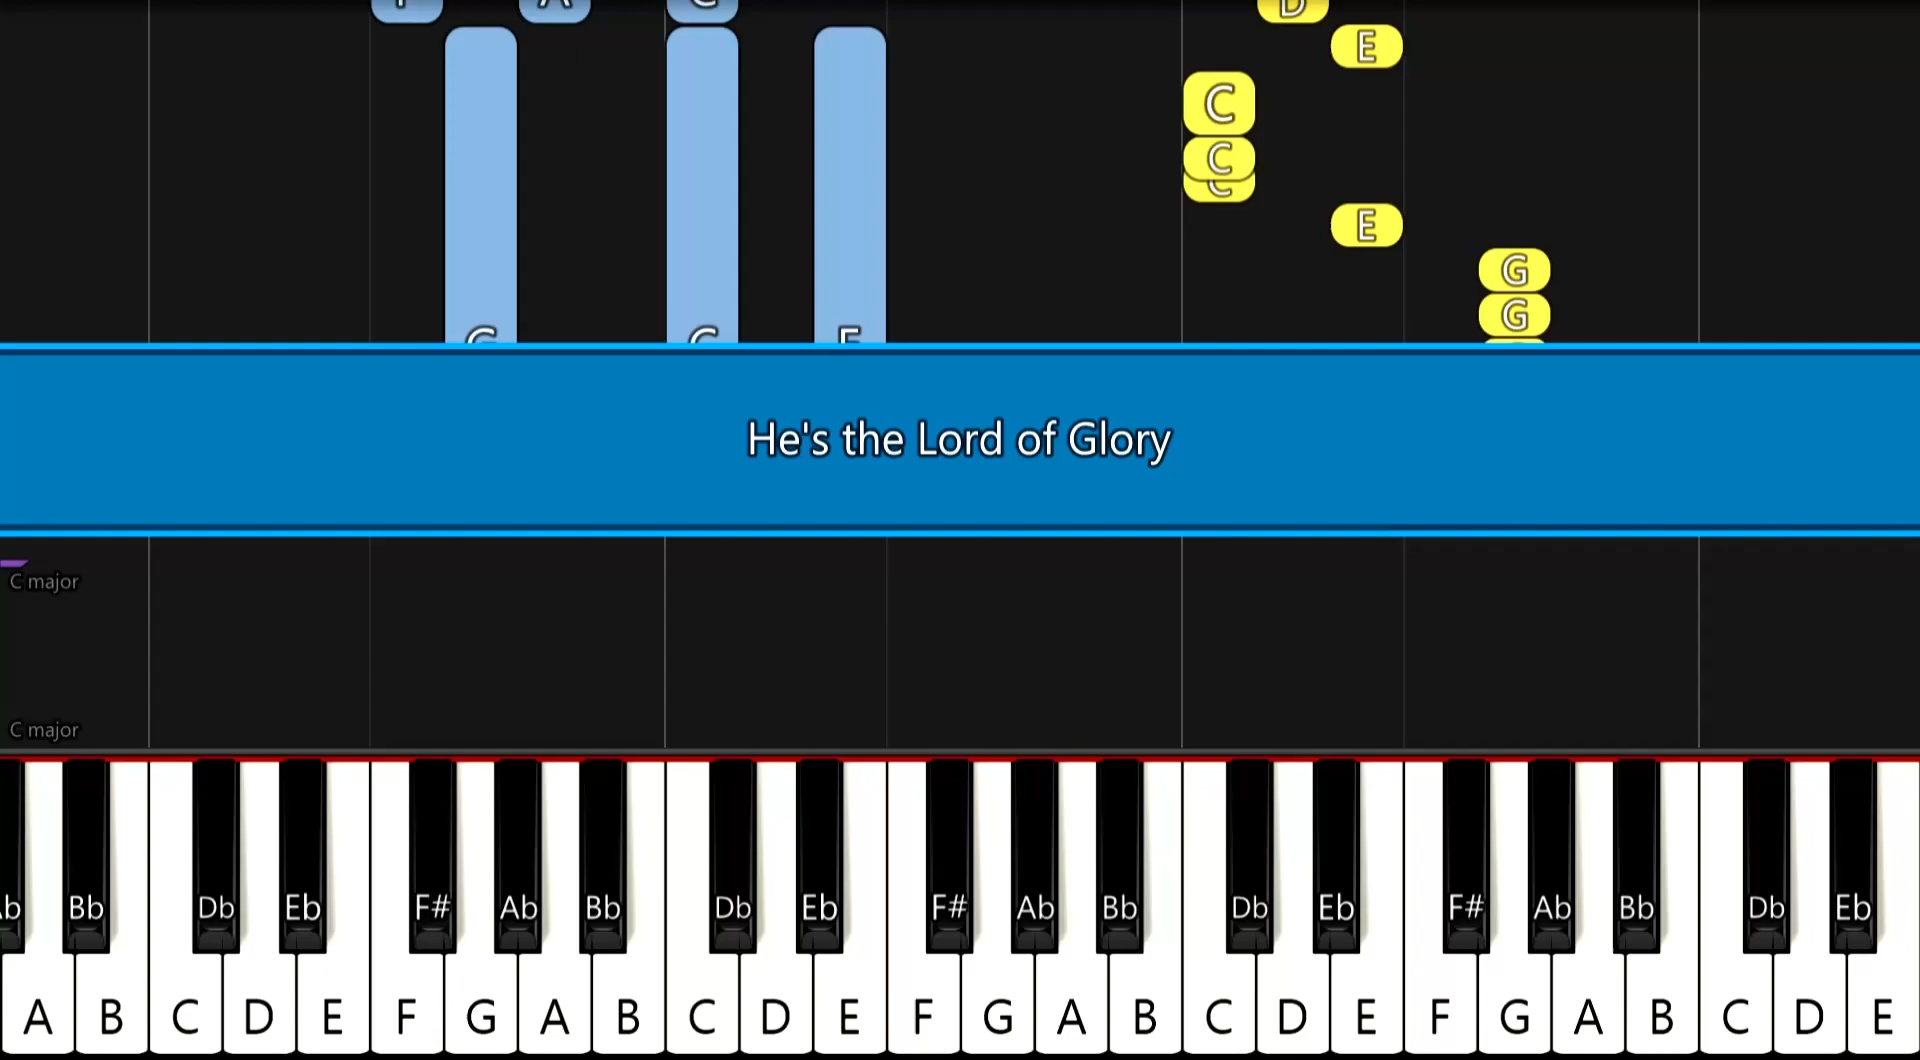 F A C D
E
C
C
C
E
G
G
G C E
He's the Lord of Glory
C major
C major
Bb Db Eb F# Ab Bb Db Eb F# Ab Bb Db Eb F# Ab Bb Db Eb
A B C D E F G A B C D E F G A B C D E F G A B C D E